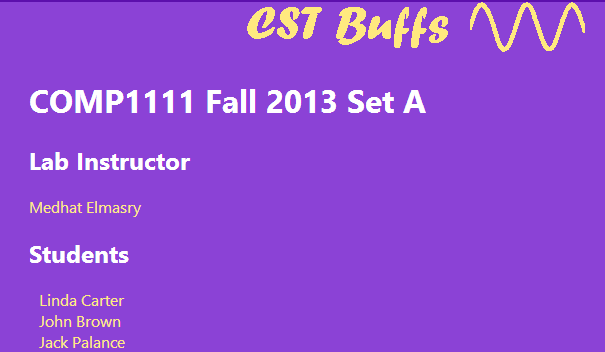 CST Buffs
COMP1111 Fall 2013 Set A
Lab Instructor
Medhat Elmasry
Students
Linda Carter
John Brown
Jack Palance